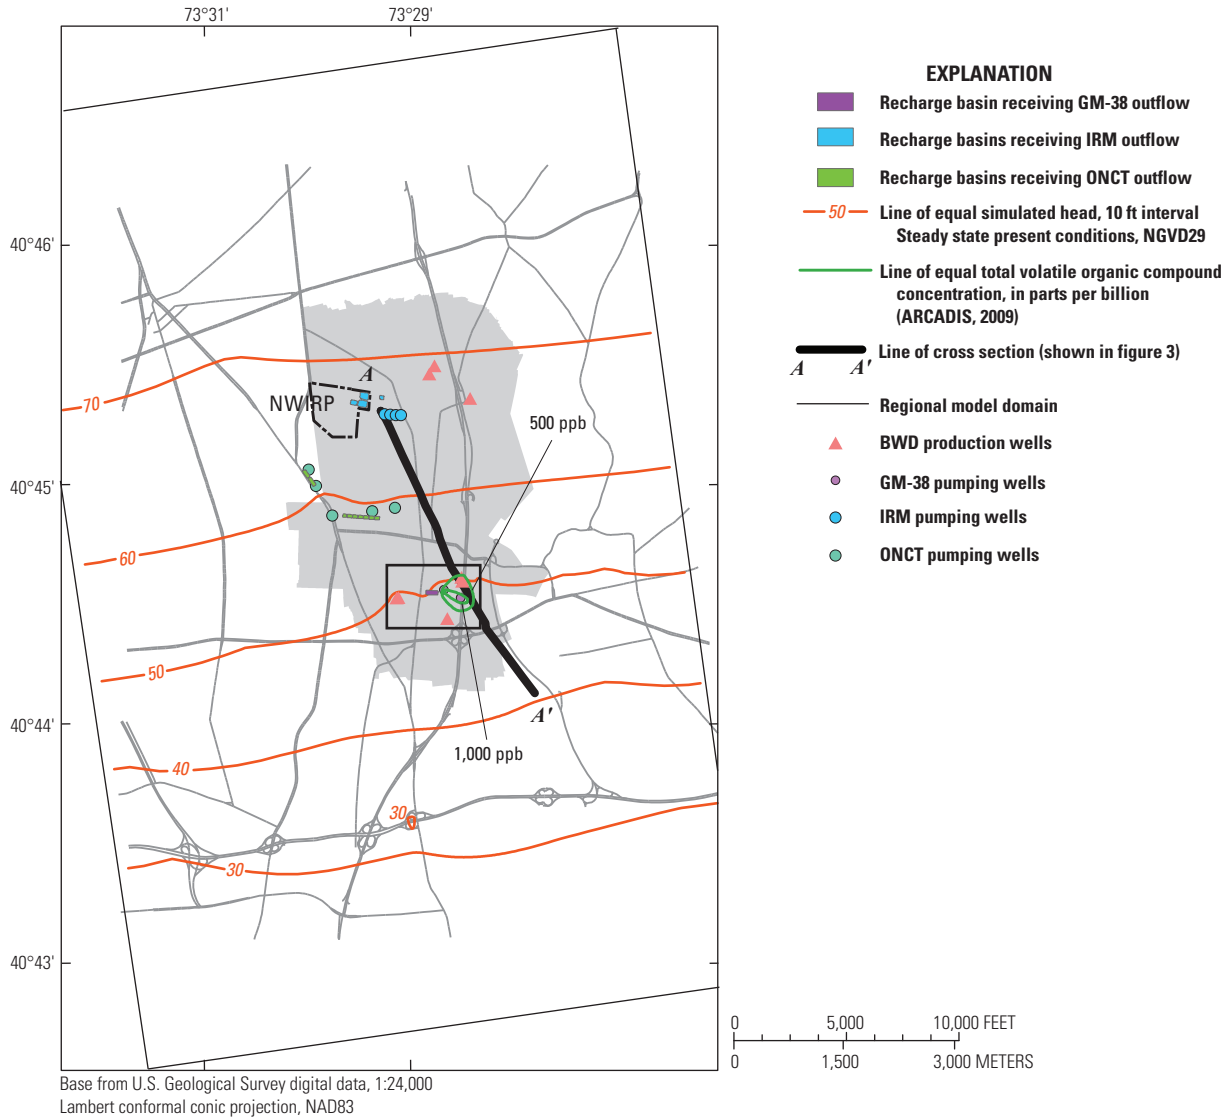 73°31'
73°29'
40°46'
40°45'
40°44'
40°43'
70
A
NWIRP
500 ppb
60
50
A'
1,000 ppb
40
30
30
EXPLANATION
Recharge basin receiving GM-38 outflow
Recharge basins receiving IRM outflow
Recharge basins receiving ONCT outflow
50
Line of equal simulated head, 10 ft interval
Steady state present conditions, NGVD29
Line of equal total volatile organic compound
concentration, in parts per billion
(ARCADIS, 2009)
A A'
Line of cross section (shown in figure 3)
Regional model domain
BWD production wells
GM-38 pumping wells
IRM pumping wells
ONCT pumping wells
0 5,000 10,000 FEET
0 1,500 3,000 METERS
Base from U.S. Geological Survey digital data, 1:24,000
Lambert conformal conic projection, NAD83